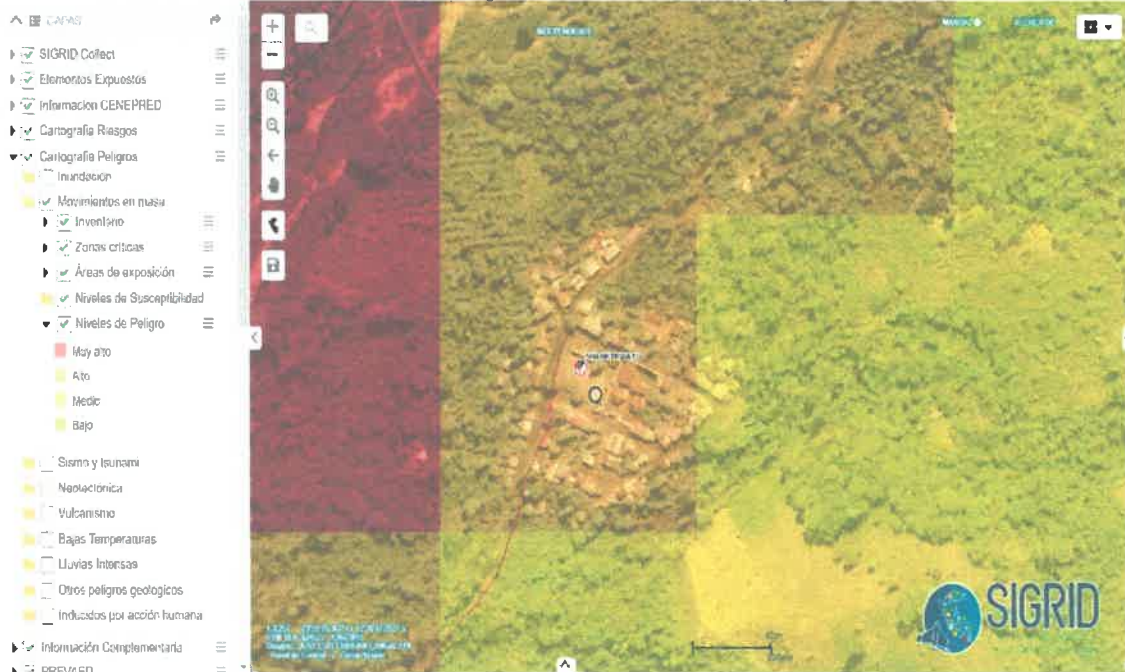 CAPAS
SIGRID Collect
Elementos Expuestos
Información CENEPRED
Cartografía Riesgos
Cartografía Peligros
Inundación
Movimientos en masa
Inventario
Zonas críticas
Áreas de exposición
Niveles de Susceptibilidad
Niveles de Peligro
Muy alto
Alto
Medio
Bajo
Sismo y tsunami
Neotectónica
Vulcanismo
Bajas Temperaturas
Lluvias Intensas
Otros peligros geológicos
Inducidos por acción humana
Información Complementaria
PREVAED
SIGRID